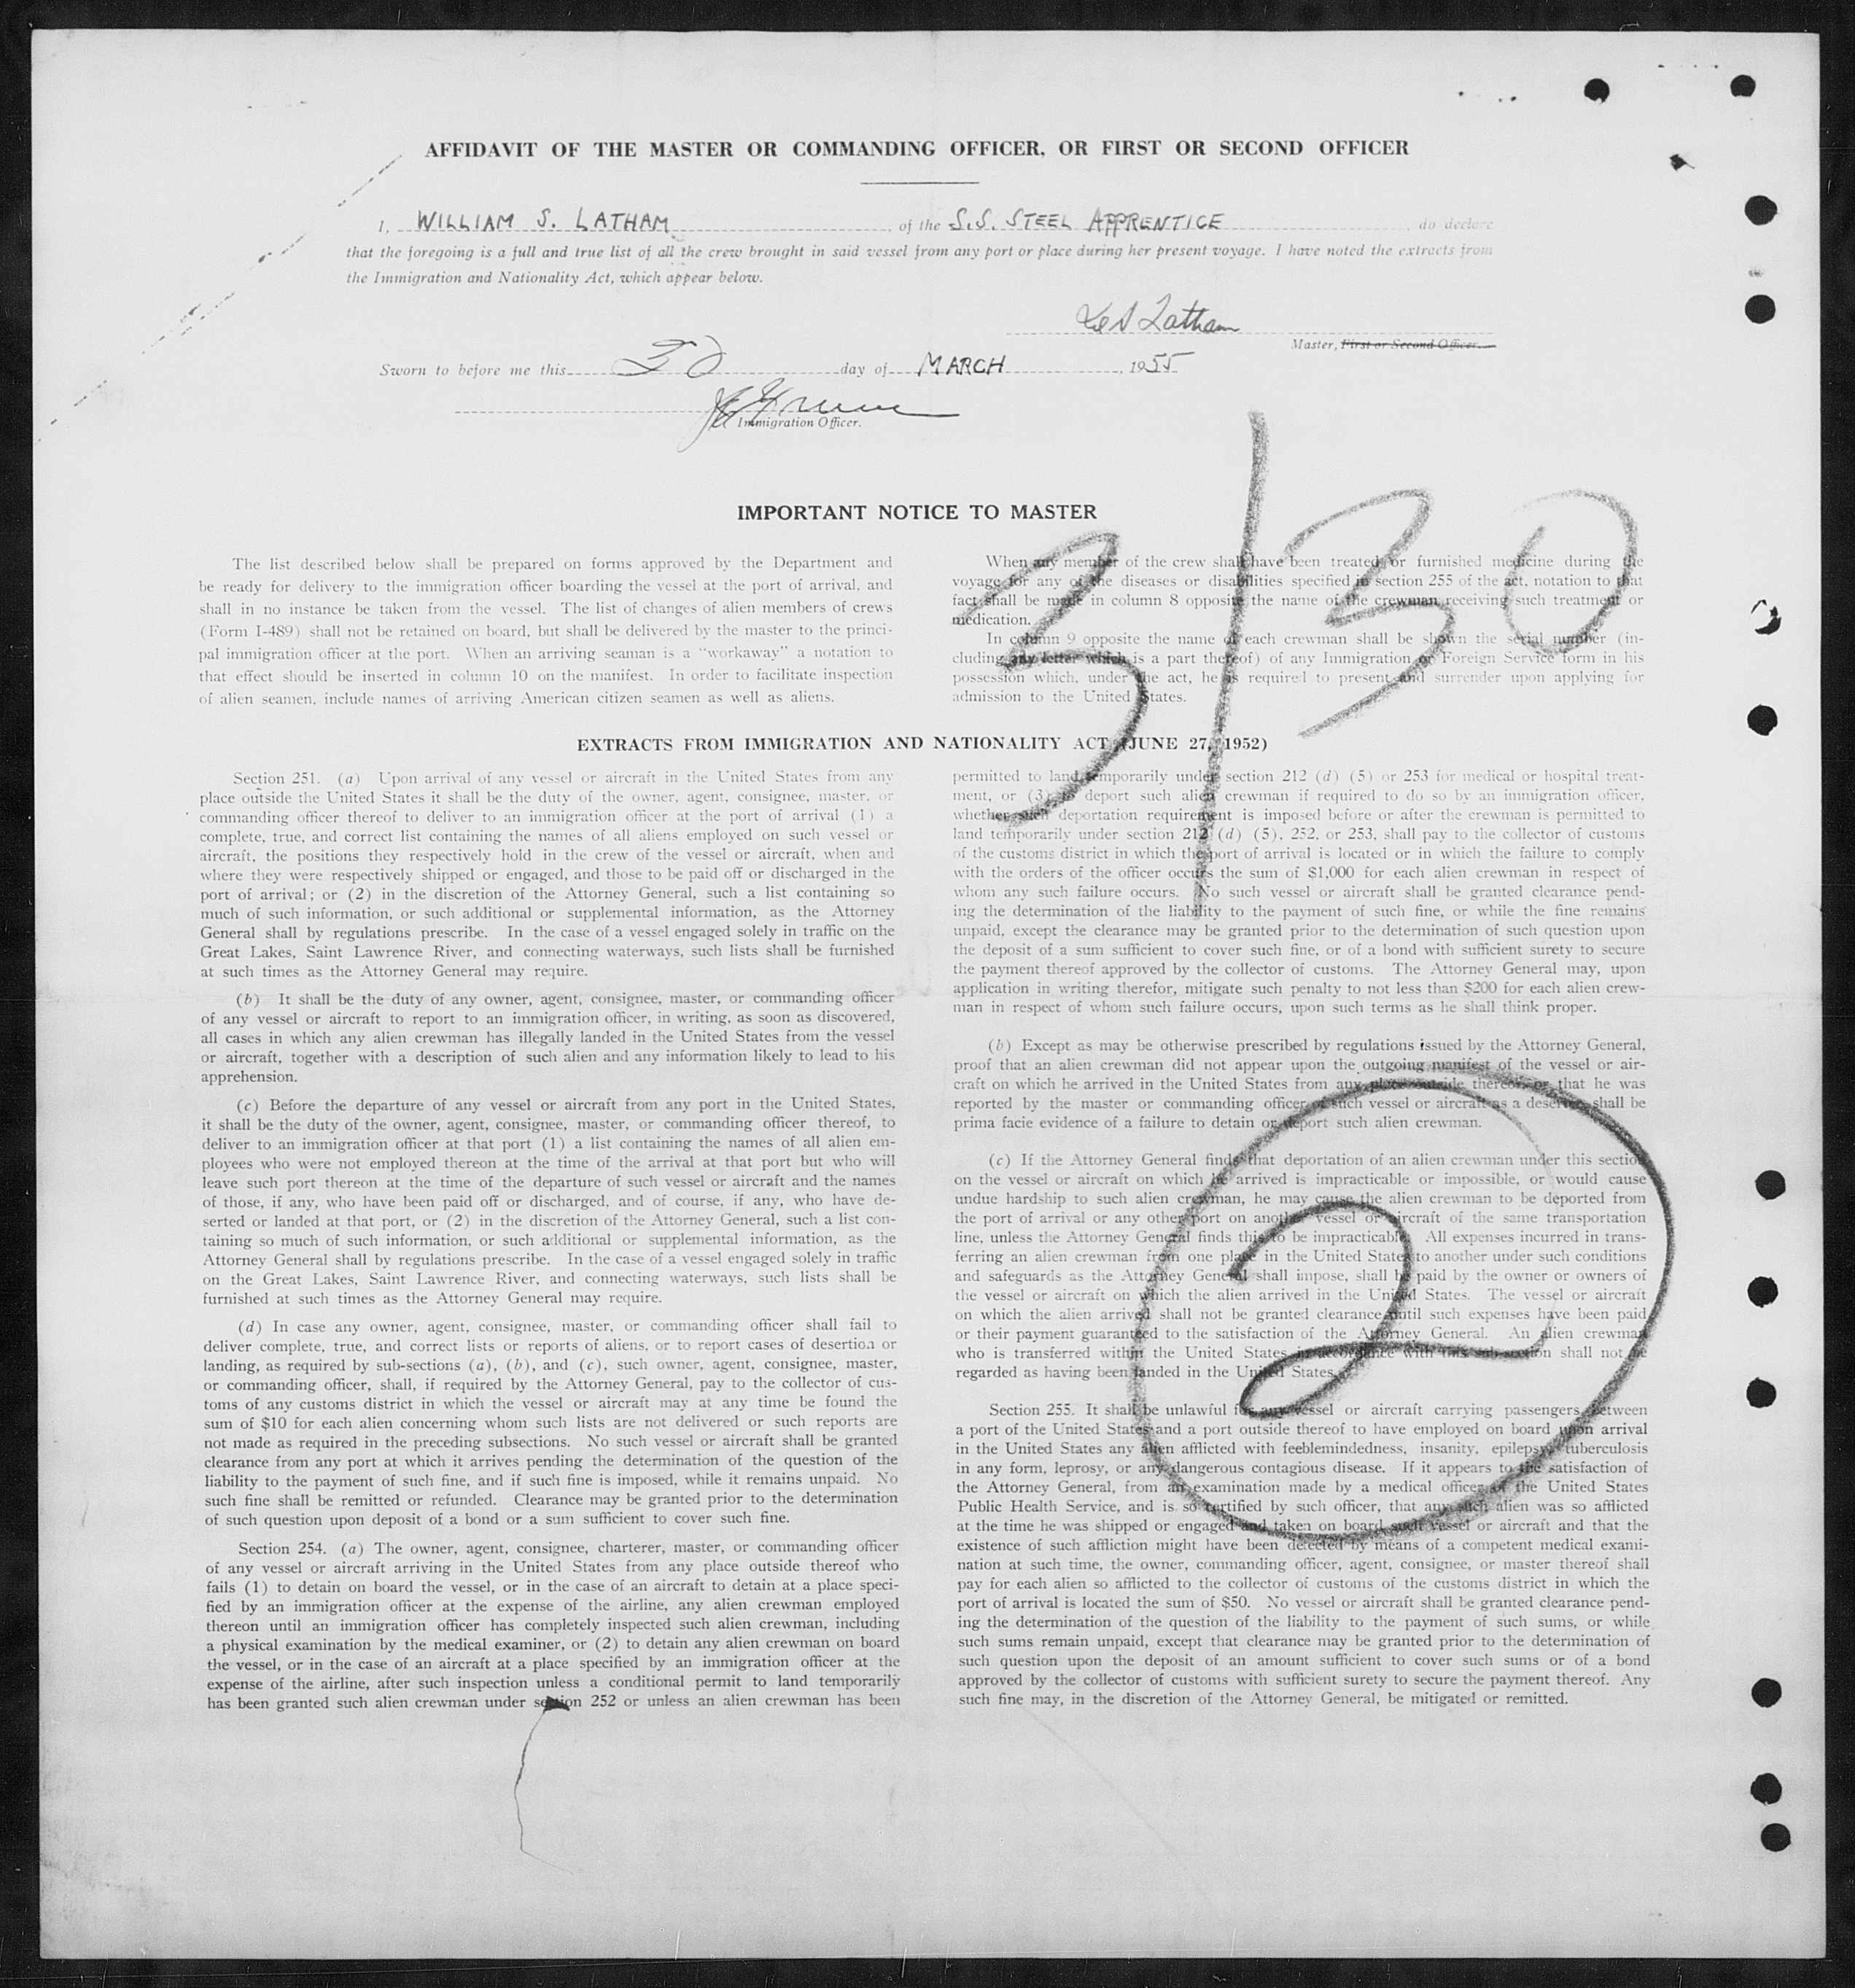 AFFIDAVIT OF THE MASTER OR COMMANDING OFFICER, OR FIRST OR SECOND OFFICER
I, WILLIAM S. LATHAM, of the S.S. STEEL APPRENTICE, do declare
that the foregoing is a full and true list of all the crew brought in said vessel from any port or place during her present voyage. I have noted the extracts from
the Immigration and Nationality Act, which appear below.
Latham
Master, First or Second Officer.
Sworn to before me this 30 day of MARCH, 1955
Immigration Officer.
3/30
IMPORTANT NOTICE TO MASTER
The list described below shall be prepared on forms approved by the Department and
be ready for delivery to the immigration officer boarding the vessel at the port of arrival, and
shall in no instance be taken from the vessel. The list of changes of alien members of crews
(Form I-489) shall not be retained on board, but shall be delivered by the master to the princi-
pal immigration officer at the port. When an arriving seaman is a "workaway" a notation to
that effect should be inserted in column 10 on the manifest. In order to facilitate inspection
of alien seamen, include names of arriving American citizen seamen as well as aliens.
When any member of the crew shall have been treated or furnished medicine during the
voyage for any of the diseases or disabilities specified in section 255 of the act, notation to that
fact shall be made in column 8 opposite the name of the crewman receiving such treatment or
medication.
In column 9 opposite the name of each crewman shall be shown the serial number (in-
cluding any letter which is a part thereof) of any Immigration or Foreign Service form in his
possession which, under the act, he is required to present and surrender upon applying for
admission to the United States.
EXTRACTS FROM IMMIGRATION AND NATIONALITY ACT (JUNE 27, 1952)
Section 251. (a) Upon arrival of any vessel or aircraft in the United States from any
place outside the United States it shall be the duty of the owner, agent, consignee, master, or
commanding officer thereof to deliver to an immigration officer at the port of arrival (1) a
complete, true, and correct list containing the names of all aliens employed on such vessel or
aircraft, the positions they respectively hold in the crew of the vessel or aircraft, when and
where they were respectively shipped or engaged, and those to be paid off or discharged in the
port of arrival; or (2) in the discretion of the Attorney General, such a list containing so
much of such information, or such additional or supplemental information, as the Attorney
General shall by regulations prescribe. In the case of a vessel engaged solely in traffic on the
Great Lakes, Saint Lawrence River, and connecting waterways, such lists shall be furnished
at such times as the Attorney General may require.
(b) It shall be the duty of any owner, agent, consignee, master, or commanding officer
of any vessel or aircraft to report to an immigration officer, in writing, as soon as discovered,
all cases in which any alien crewman has illegally landed in the United States from the vessel
or aircraft, together with a description of such alien and any information likely to lead to his
apprehension.
(c) Before the departure of any vessel or aircraft from any port in the United States,
it shall be the duty of the owner, agent, consignee, master, or commanding officer thereof, to
deliver to an immigration officer at that port (1) a list containing the names of all alien em-
ployees who were not employed thereon at the time of the arrival at that port but who will
leave such port thereon at the time of the departure of such vessel or aircraft and the names
of those, if any, who have been paid off or discharged, and of course, if any, who have de-
serted or landed at that port, or (2) in the discretion of the Attorney General, such a list con-
taining so much of such information, or such additional or supplemental information, as the
Attorney General shall by regulations prescribe. In the case of a vessel engaged solely in traffic
on the Great Lakes, Saint Lawrence River, and connecting waterways, such lists shall be
furnished at such times as the Attorney General may require.
(d) In case any owner, agent, consignee, master, or commanding officer shall fail to
deliver complete, true, and correct lists or reports of aliens, or to report cases of desertion or
landing, as required by sub-sections (a), (b), and (c), such owner, agent, consignee, master,
or commanding officer, shall, if required by the Attorney General, pay to the collector of cus-
toms of any customs district in which the vessel or aircraft may at any time be found the
sum of $10 for each alien concerning whom such lists are not delivered or such reports are
not made as required in the preceding subsections. No such vessel or aircraft shall be granted
clearance from any port at which it arrives pending the determination of the question of the
liability to the payment of such fine, and if such fine is imposed, while it remains unpaid. No
such fine shall be remitted or refunded. Clearance may be granted prior to the determination
of such question upon deposit of a bond or a sum sufficient to cover such fine.
Section 254. (a) The owner, agent, consignee, charterer, master, or commanding officer
of any vessel or aircraft arriving in the United States from any place outside thereof who
fails (1) to detain on board the vessel, or in the case of an aircraft to detain at a place speci-
fied by an immigration officer at the expense of the airline, any alien crewman employed
thereon until an immigration officer has completely inspected such alien crewman, including
a physical examination by the medical examiner, or (2) to detain any alien crewman on board
the vessel, or in the case of an aircraft at a place specified by an immigration officer at the
expense of the airline, after such inspection unless a conditional permit to land temporarily
has been granted such alien crewman under section 252 or unless an alien crewman has been
permitted to land temporarily under section 212 (d) (5) or 253 for medical or hospital treat-
ment, or (3) to deport such alien crewman if required to do so by an immigration officer,
whether such deportation requirement is imposed before or after the crewman is permitted to
land temporarily under section 212 (d) (5), 252, or 253, shall pay to the collector of customs
of the customs district in which the port of arrival is located or in which the failure to comply
with the orders of the officer occurs the sum of $1,000 for each alien crewman in respect of
whom any such failure occurs. No such vessel or aircraft shall be granted clearance pend-
ing the determination of the liability to the payment of such fine, or while the fine remains
unpaid, except the clearance may be granted prior to the determination of such question upon
the deposit of a sum sufficient to cover such fine, or of a bond with sufficient surety to secure
the payment thereof approved by the collector of customs. The Attorney General may, upon
application in writing therefor, mitigate such penalty to not less than $200 for each alien crew-
man in respect of whom such failure occurs, upon such terms as he shall think proper.
(b) Except as may be otherwise prescribed by regulations issued by the Attorney General,
proof that an alien crewman did not appear upon the outgoing manifest of the vessel or air-
craft on which he arrived in the United States from any place outside thereof, or that he was
reported by the master or commanding officer of such vessel or aircraft as a deserter, shall be
prima facie evidence of a failure to detain or deport such alien crewman.
(c) If the Attorney General finds that deportation of an alien crewman under this section
on the vessel or aircraft on which he arrived is impracticable or impossible, or would cause
undue hardship to such alien crewman, he may cause the alien crewman to be deported from
the port of arrival or any other port on another vessel or aircraft of the same transportation
line, unless the Attorney General finds this to be impracticable. All expenses incurred in trans-
ferring an alien crewman from one place in the United States to another under such conditions
and safeguards as the Attorney General shall impose, shall be paid by the owner or owners of
the vessel or aircraft on which the alien arrived in the United States. The vessel or aircraft
on which the alien arrived shall not be granted clearance until such expenses have been paid
or their payment guaranteed to the satisfaction of the Attorney General. An alien crewman
who is transferred within the United States in accordance with this sub-section shall not be
regarded as having been landed in the United States.
2
Section 255. It shall be unlawful for any vessel or aircraft carrying passengers between
a port of the United States and a port outside thereof to have employed on board upon arrival
in the United States any alien afflicted with feeblemindedness, insanity, epilepsy, tuberculosis
in any form, leprosy, or any dangerous contagious disease. If it appears to the satisfaction of
the Attorney General, from an examination made by a medical officer of the United States
Public Health Service, and is so certified by such officer, that any such alien was so afflicted
at the time he was shipped or engaged and taken on board such vessel or aircraft and that the
existence of such affliction might have been detected by means of a competent medical exami-
nation at such time, the owner, commanding officer, agent, consignee, or master thereof shall
pay for each alien so afflicted to the collector of customs of the customs district in which the
port of arrival is located the sum of $50. No vessel or aircraft shall be granted clearance pend-
ing the determination of the question of the liability to the payment of such sums, or while
such sums remain unpaid, except that clearance may be granted prior to the determination of
such question upon the deposit of an amount sufficient to cover such sums or of a bond
approved by the collector of customs with sufficient surety to secure the payment thereof. Any
such fine may, in the discretion of the Attorney General, be mitigated or remitted.